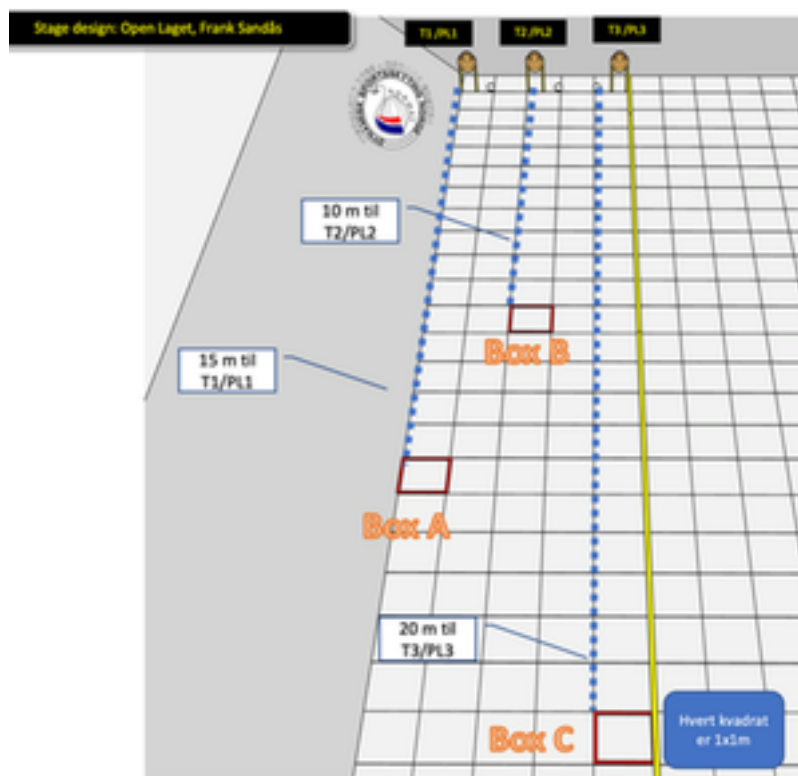 Stage design: Open Laget, Frank Sandås
T1/PL1
T2/PL2
T3/PL3
10 m til
T2/PL2
Box B
15 m til
T1/PL1
Box A
20 m til
T3/PL3
Box C
Hvert kvadrat
er 1x1m